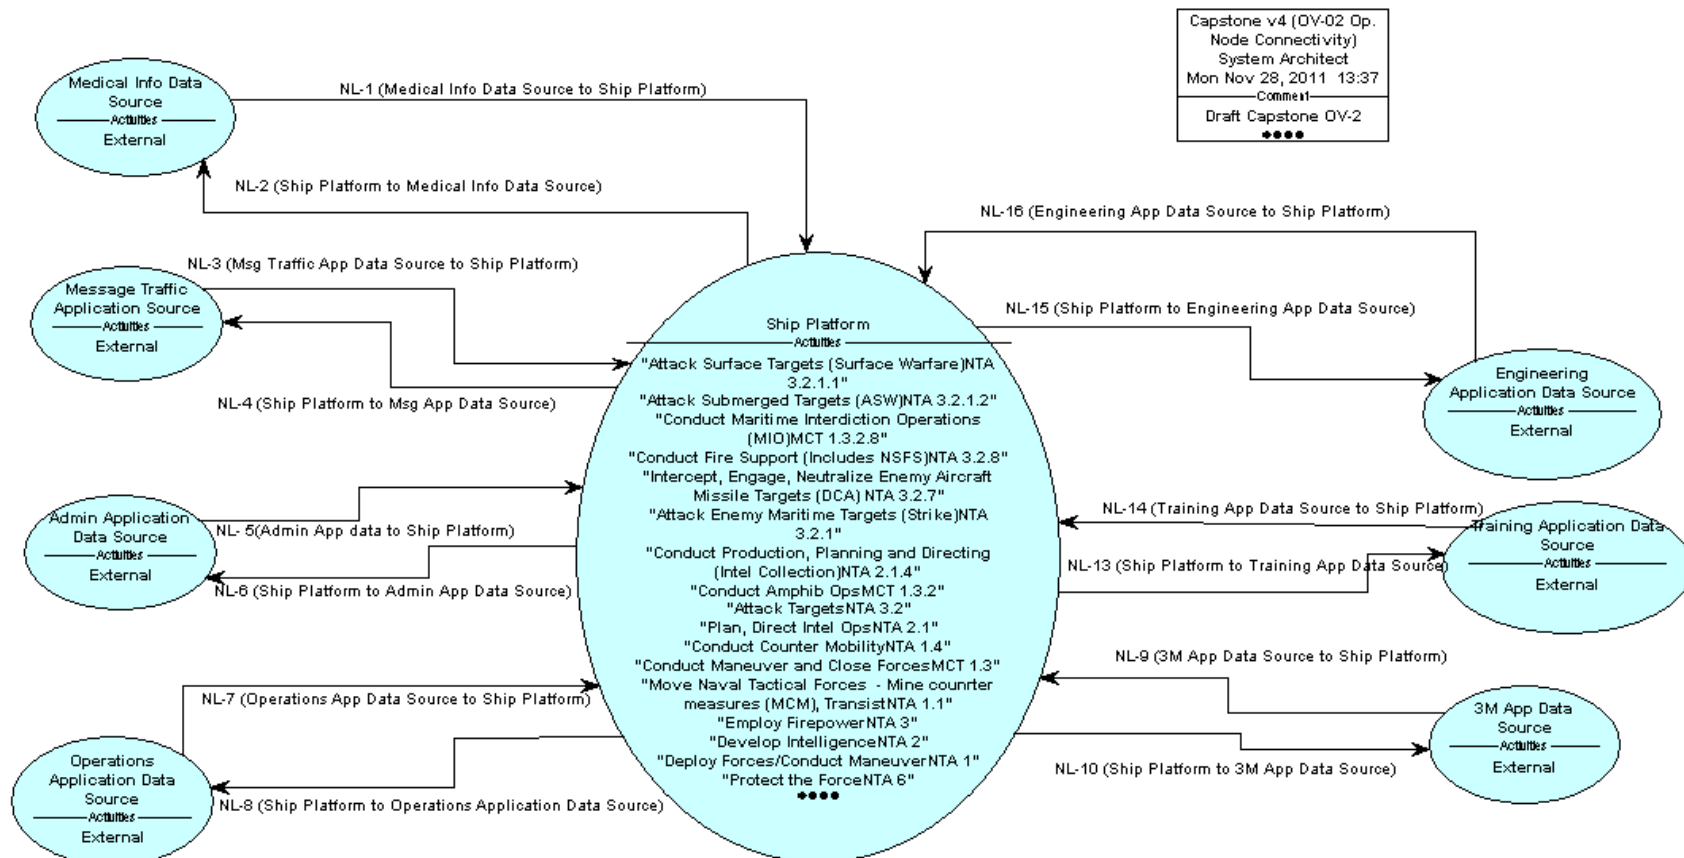 Capstone v4 (OV-02 Op.
Node Connectivity)
System Architect
Mon Nov 28, 2011 13:37
Comment
Draft Capstone OV-2
Medical Info Data
Source
Activities
External
NL-1 (Medical Info Data Source to Ship Platform)
NL-2 (Ship Platform to Medical Info Data Source)
NL-3 (Msg Traffic App Data Source to Ship Platform)
Message Traffic
Application Source
Activities
External
NL-4 (Ship Platform to Msg App Data Source)
Admin Application
Data Source
Activities
External
NL- 5(Admin App data to Ship Platform)
NL-6 (Ship Platform to Admin App Data Source)
NL-7 (Operations App Data Source to Ship Platform)
Operations
Application Data
Source
Activities
External
NL-8 (Ship Platform to Operations Application Data Source)
Ship Platform
Activities
"Attack Surface Targets (Surface Warfare)NTA
3.2.1.1"
"Attack Submerged Targets (ASW)NTA 3.2.1.2"
"Conduct Maritime Interdiction Operations
(MIO)MCT 1.3.2.8"
"Conduct Fire Support (Includes NSFS)NTA 3.2.8"
"Intercept, Engage, Neutralize Enemy Aircraft
Missile Targets (DCA) NTA 3.2.7"
"Attack Enemy Maritime Targets (Strike)NTA
3.2.1"
"Conduct Production, Planning and Directing
(Intel Collection)NTA 2.1.4"
"Conduct Amphib OpsMCT 1.3.2"
"Attack TargetsNTA 3.2"
"Plan, Direct Intel OpsNTA 2.1"
"Conduct Counter MobilityNTA 1.4"
"Conduct Maneuver and Close ForcesMCT 1.3"
"Move Naval Tactical Forces - Mine counrter
measures (MCM), TransistNTA 1.1"
"Employ FirepowerNTA 3"
"Develop IntelligenceNTA 2"
"Deploy Forces/Conduct ManeuverNTA 1"
"Protect the ForceNTA 6"
NL-16 (Engineering App Data Source to Ship Platform)
NL-15 (Ship Platform to Engineering App Data Source)
Engineering
Application Data Source
Activities
External
NL-14 (Training App Data Source to Ship Platform)
Training Application Data
Source
Activities
External
NL-13 (Ship Platform to Training App Data Source)
NL-9 (3M App Data Source to Ship Platform)
3M App Data
Source
Activities
External
NL-10 (Ship Platform to 3M App Data Source)